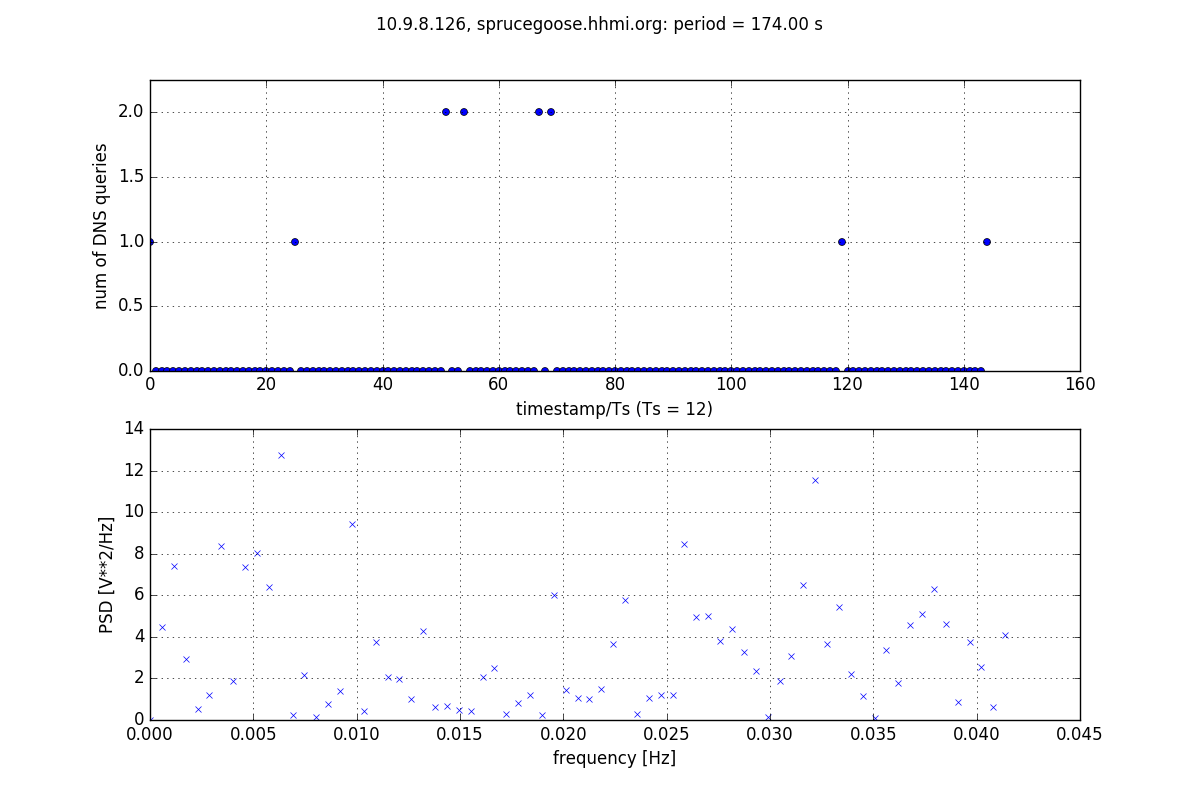 10.9.8.126, sprucegoose.hhmi.org: period = 174.00 s
num of DNS queries
2.0
1.5
1.0
0.5
0.0
0 20 40 60 80 100 120 140 160
timestamp/Ts (Ts = 12)
PSD [V**2/Hz]
14
12
10
8
6
4
2
0
0.000 0.005 0.010 0.015 0.020 0.025 0.030 0.035 0.040 0.045
frequency [Hz]